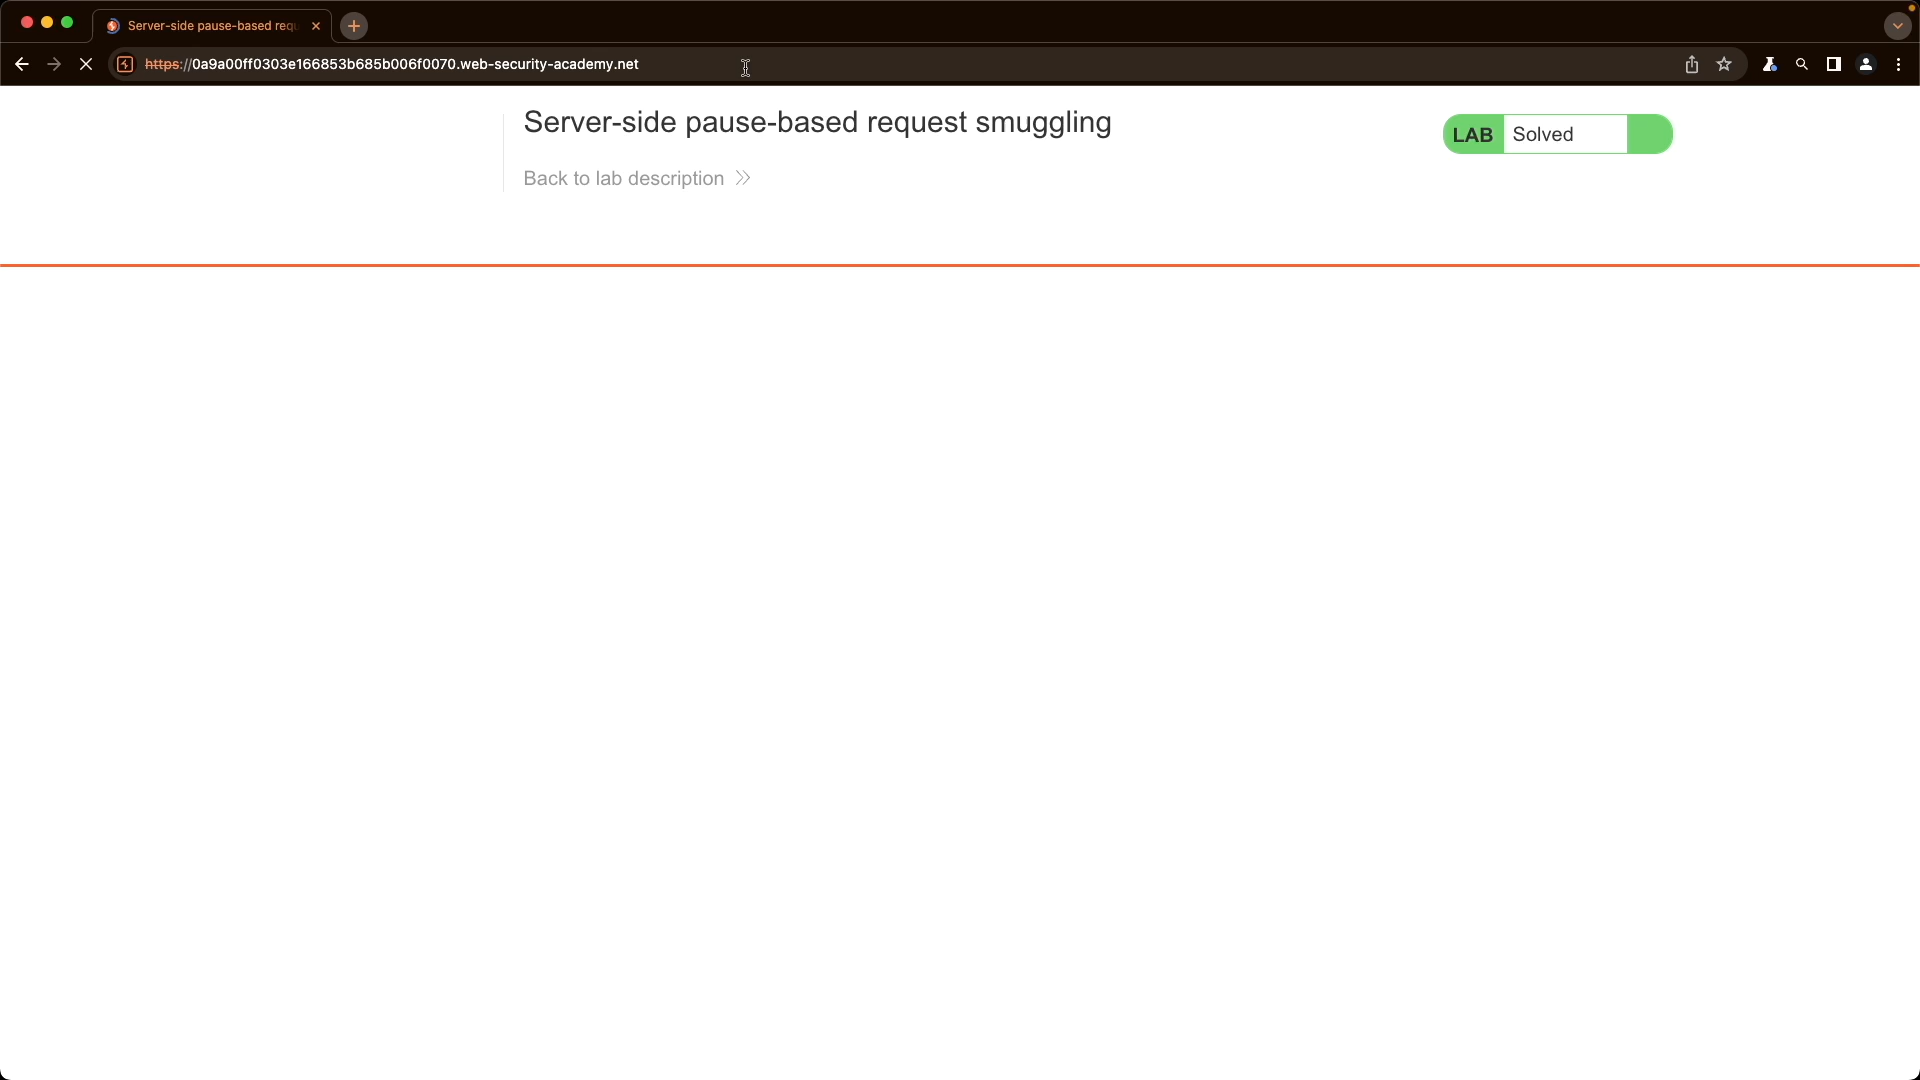 Server-side pause-based requ
https://0a9a00ff0303e166853b685b006f0070.web-security-academy.net
Server-side pause-based request smuggling
LAB Solved
Back to lab description